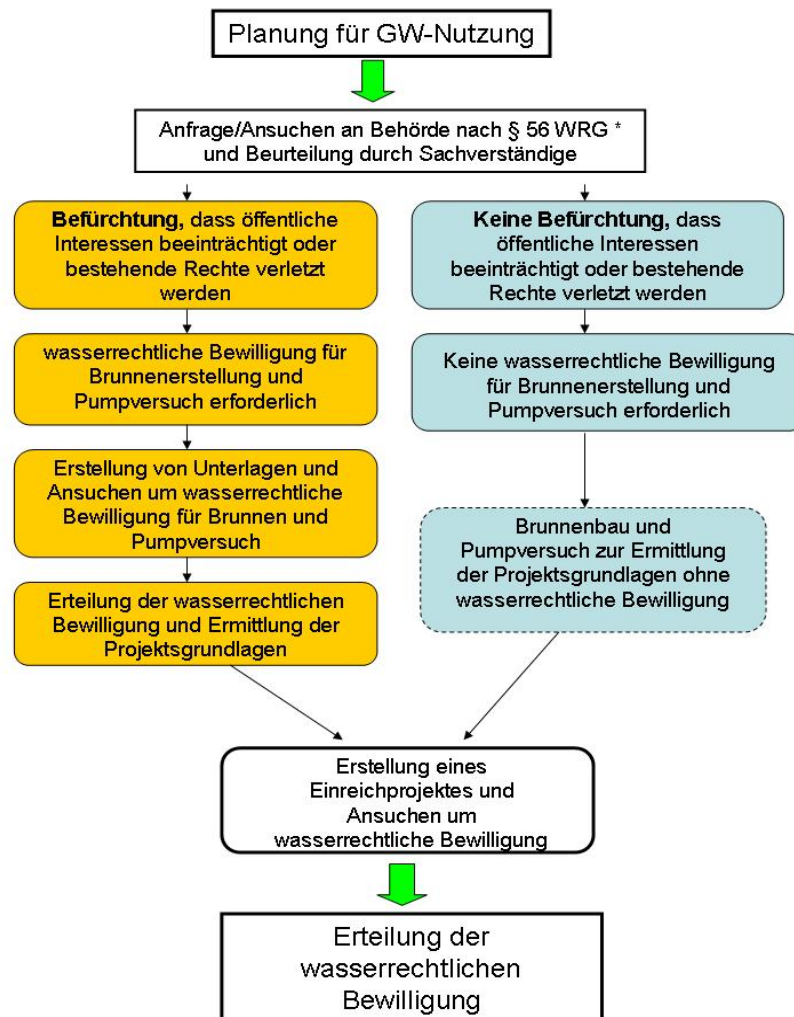 Planung für GW-Nutzung
Anfrage/Ansuchen an Behörde nach § 56 WRG *
und Beurteilung durch Sachverständige
Befürchtung, dass öffentliche
Interessen beeinträchtigt oder
bestehende Rechte verletzt
werden
Keine Befürchtung, dass
öffentliche Interessen
beeinträchtigt oder bestehende
Rechte verletzt werden
wasserrechtliche Bewilligung für
Brunnenerstellung und
Pumpversuch erforderlich
Keine wasserrechtliche Bewilligung
für Brunnenerstellung und
Pumpversuch erforderlich
Erstellung von Unterlagen und
Ansuchen um wasserrechtliche
Bewilligung für Brunnen und
Pumpversuch
Brunnenbau und
Pumpversuch zur Ermittlung
der Projektsgrundlagen ohne
wasserrechtliche Bewilligung
Erteilung der wasserrechtlichen
Bewilligung und Ermittlung der
Projektsgrundlagen
Erstellung eines
Einreichprojektes und
Ansuchen um
wasserrechtliche Bewilligung
Erteilung der
wasserrechtlichen
Bewilligung